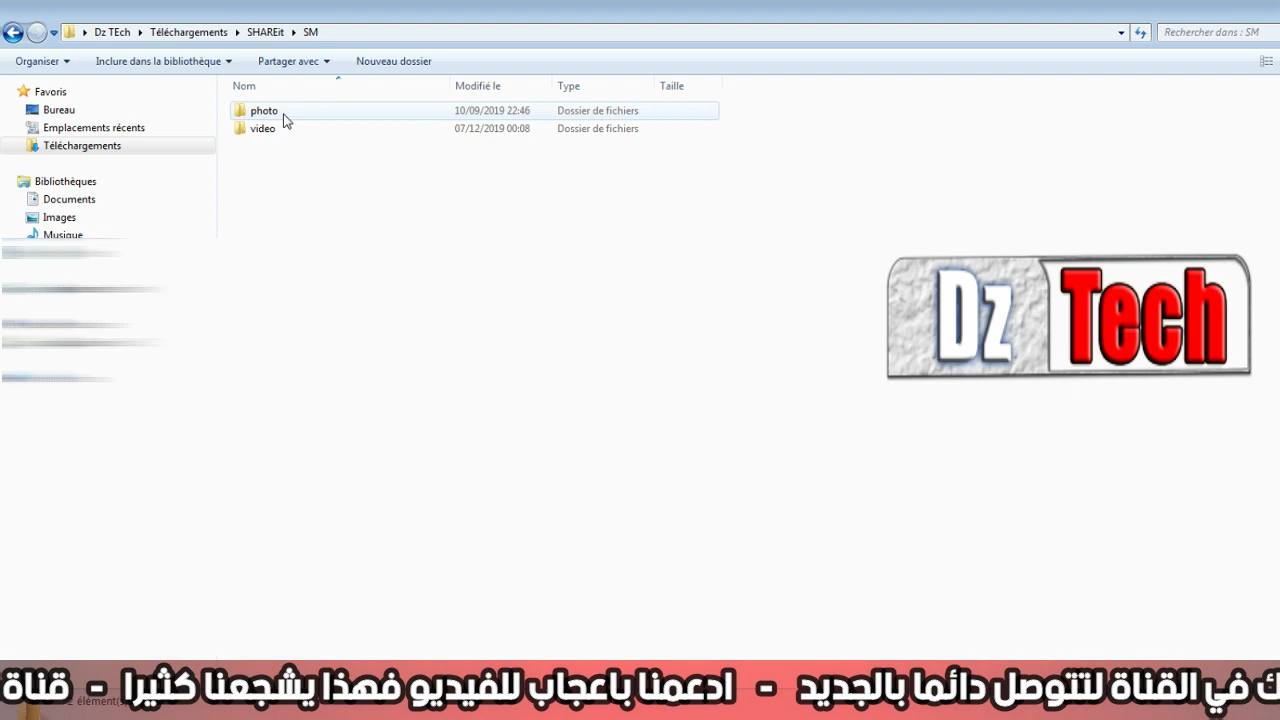 Dz TEch Téléchargements SHAREit SM
Rechercher dans : SM
Organiser Inclure dans la bibliothèque Partager avec Nouveau dossier
Nom Modifié le Type Taille
Favoris
Bureau
Emplacements récents
Téléchargements
Bibliothèques
Documents
Images
Musique
photo 10/09/2019 22:46 Dossier de fichiers
video 07/12/2019 00:08 Dossier de fichiers
Dz Tech
ك في القناة لتتوصل دائما بالجديد - ادعمنا باعجاب للفيديو فهذا يشجعنا كثيرا - قناة
2 élément(s)